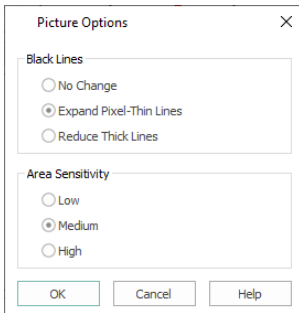 Picture Options
Black Lines
No Change
Expand Pixel-Thin Lines
Reduce Thick Lines
Area Sensitivity
Low
Medium
High
OK Cancel Help